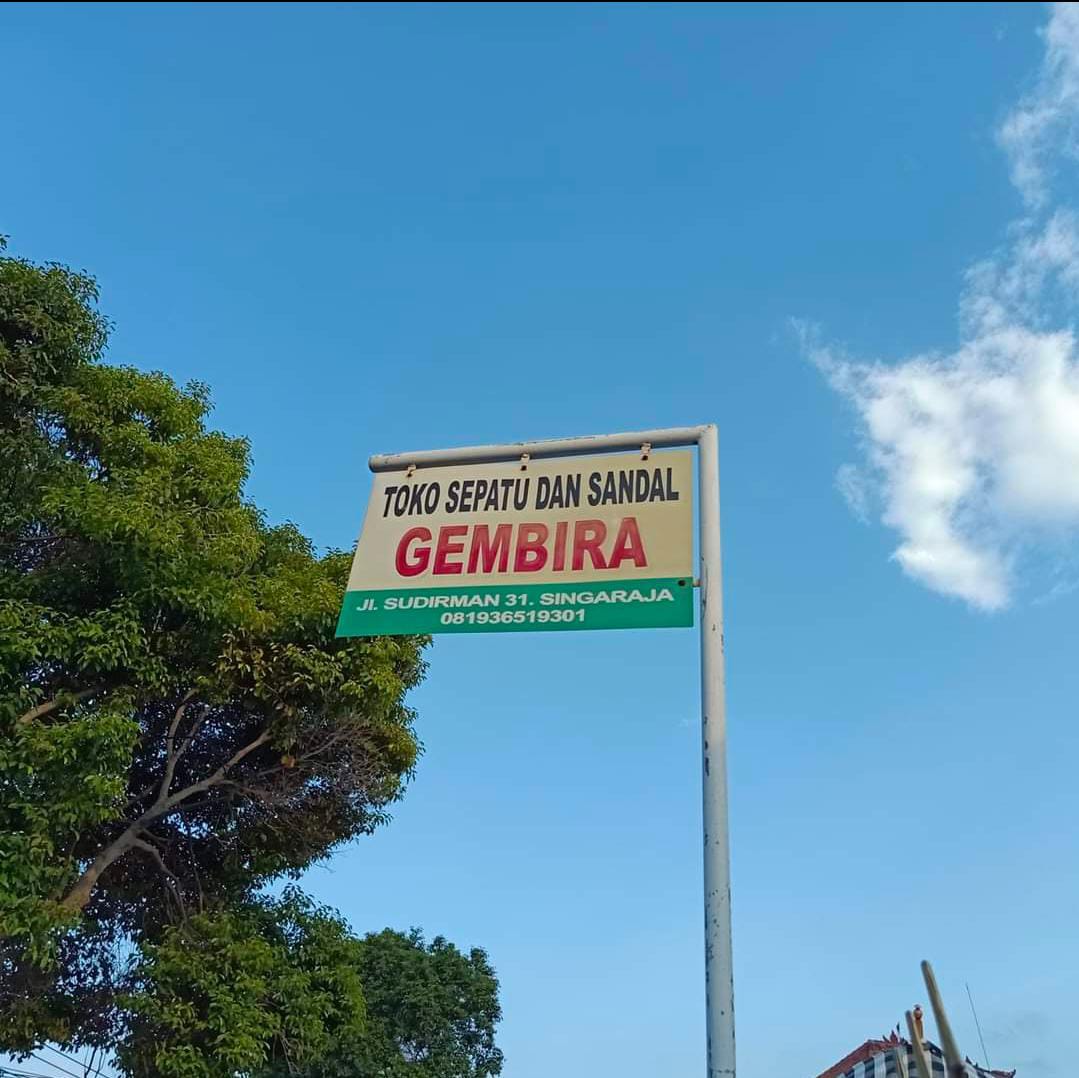 TOKO SEPATU DAN SANDAL
GEMBIRA
Jl. SUDIRMAN 31. SINGARAJA
081936519301